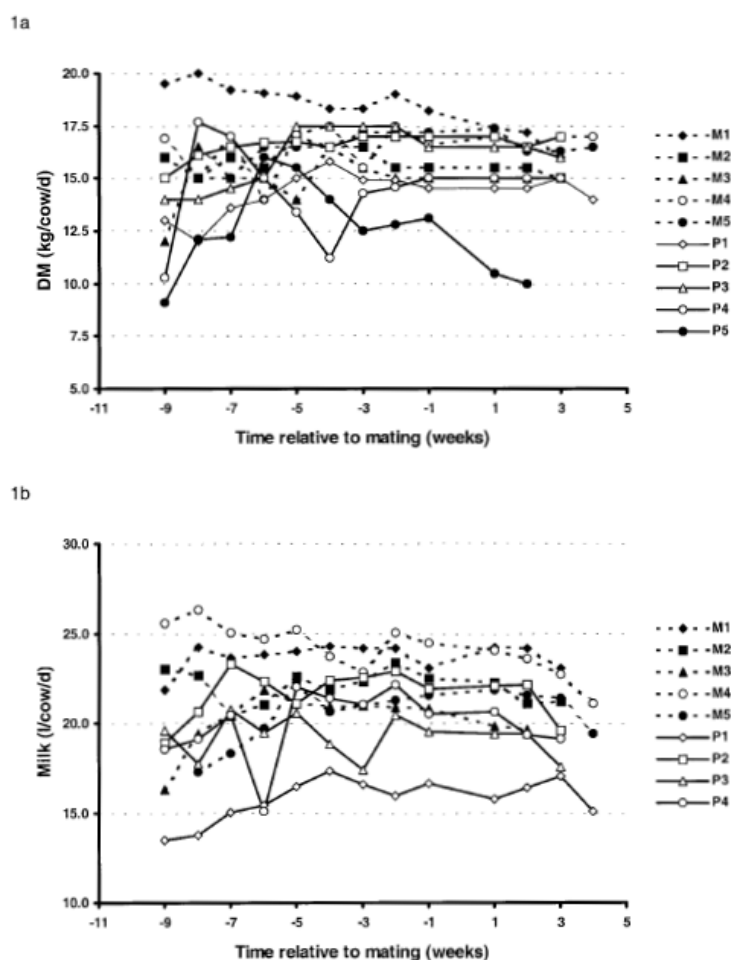 1a
20.0
17.5
15.0
12.5
10.0
7.5
5.0
DM (kg/cow/d)
-11 -9 -7 -5 -3 -1 1 3 5
Time relative to mating (weeks)
M1
M2
M3
M4
M5
P1
P2
P3
P4
P5
1b
30.0
25.0
20.0
15.0
10.0
Milk (l/cow/d)
-11 -9 -7 -5 -3 -1 1 3 5
Time relative to mating (weeks)
M1
M2
M3
M4
M5
P1
P2
P3
P4